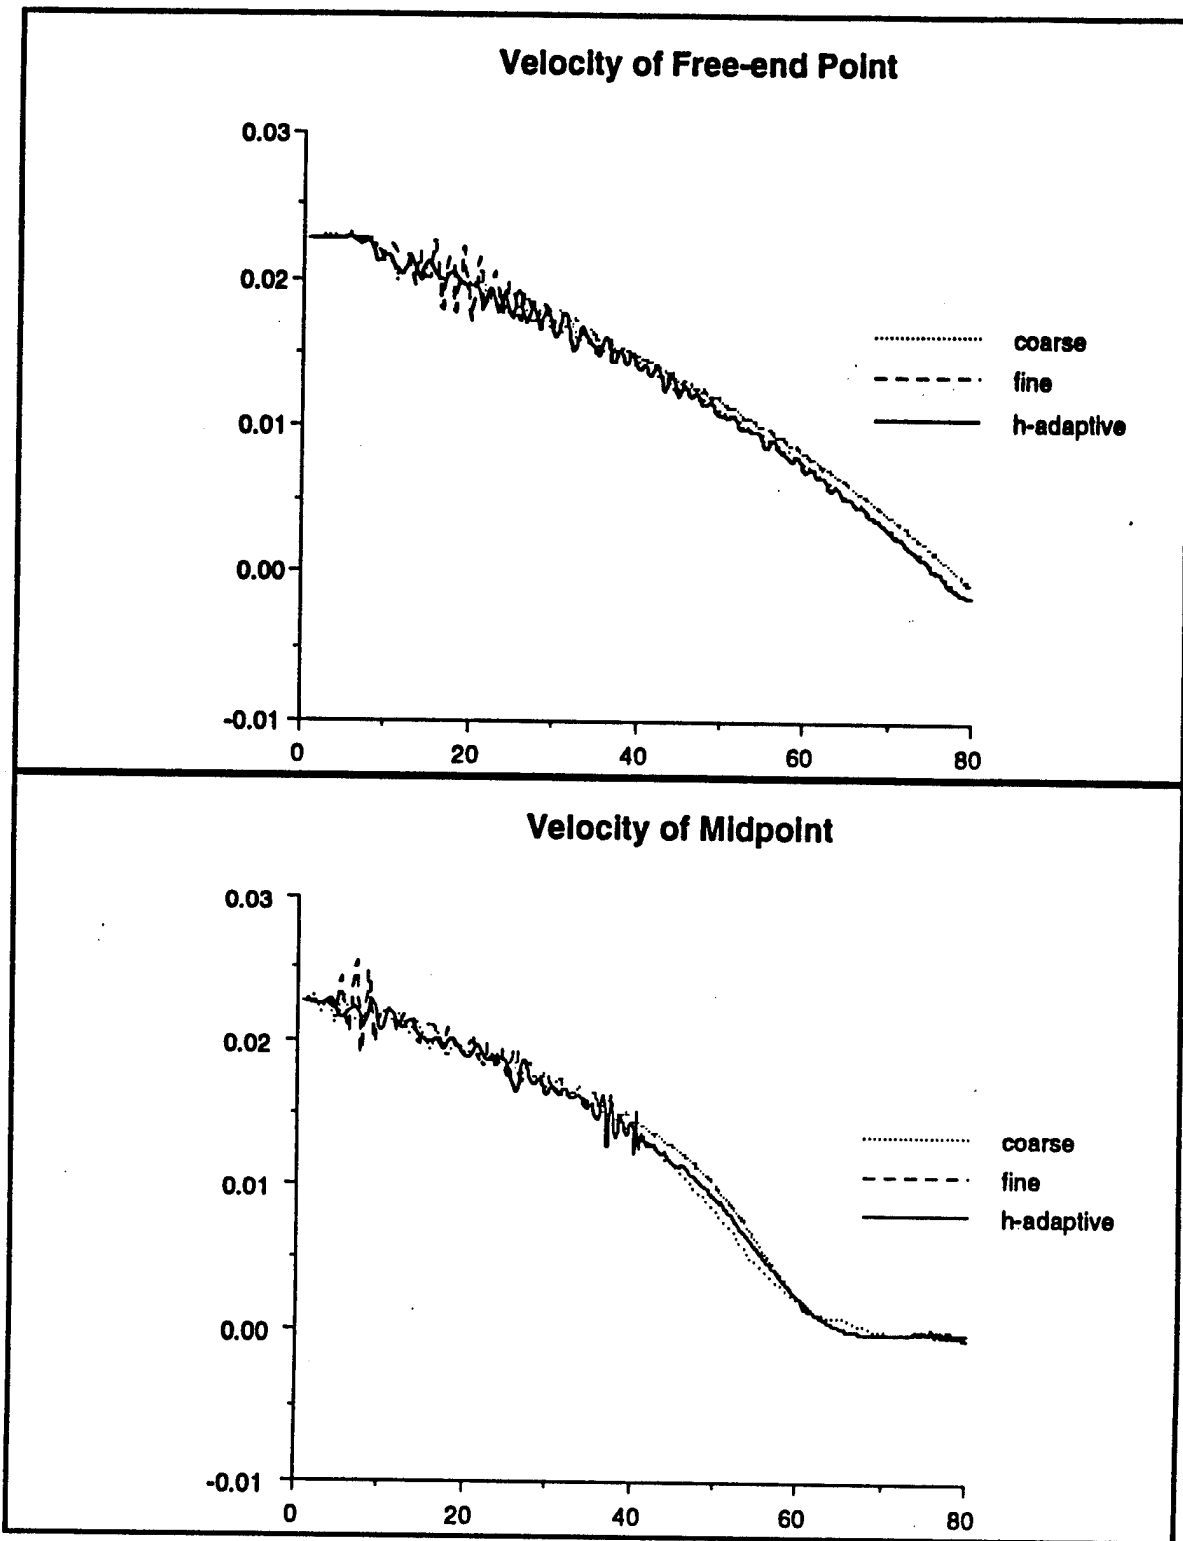 Velocity of Free-end Point
0.03
0.02
0.01
0.00
-0.01
0 20 40 60 80
coarse
fine
h-adaptive
Velocity of Midpoint
0.03
0.02
0.01
0.00
-0.01
0 20 40 60 80
coarse
fine
h-adaptive